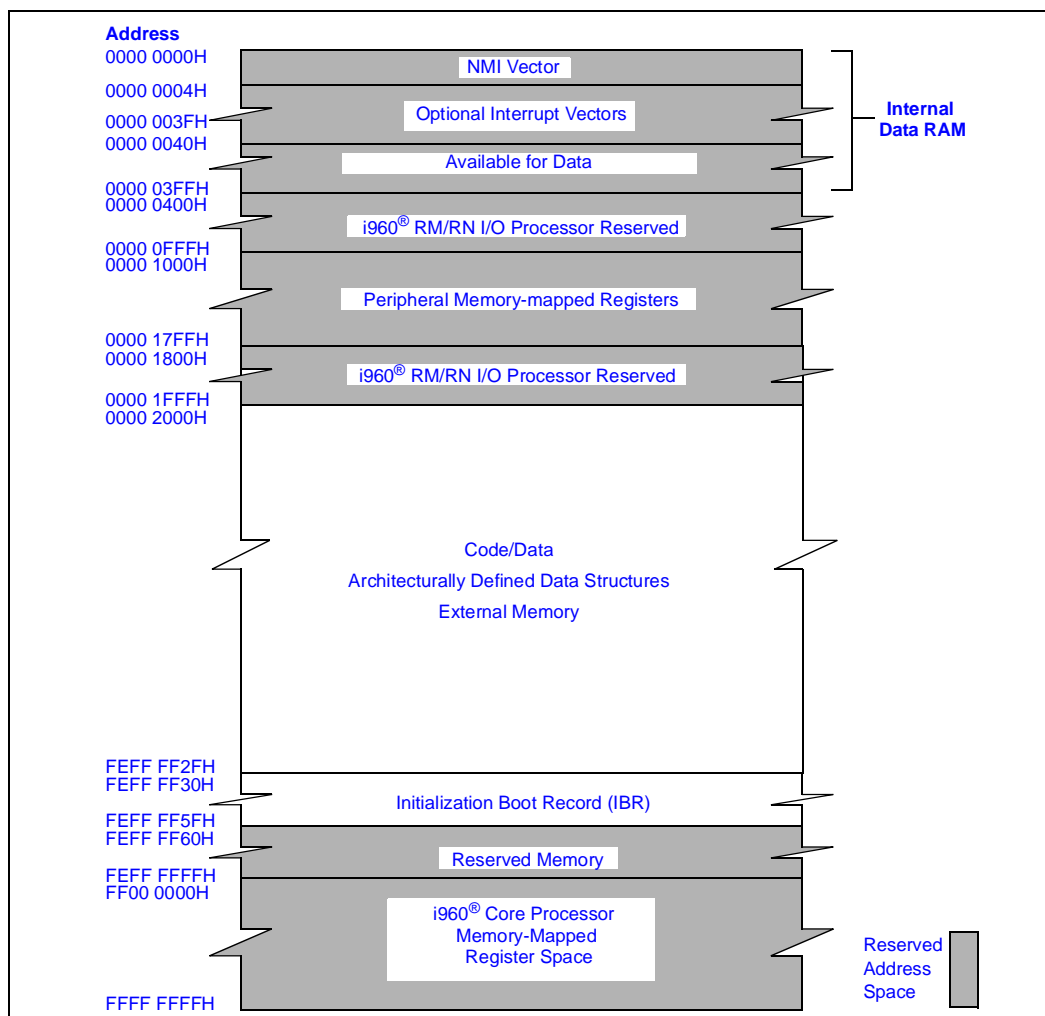 Address
0000 0000H
NMI Vector
0000 0004H
Optional Interrupt Vectors
0000 003FH
0000 0040H
Available for Data
Internal
Data RAM
0000 03FFH
0000 0400H
i960® RM/RN I/O Processor Reserved
0000 0FFFH
0000 1000H
Peripheral Memory-mapped Registers
0000 17FFH
0000 1800H
i960® RM/RN I/O Processor Reserved
0000 1FFFH
0000 2000H
Code/Data
Architecturally Defined Data Structures
External Memory
FEFF FF2FH
FEFF FF30H
Initialization Boot Record (IBR)
FEFF FF5FH
FEFF FF60H
Reserved Memory
FEFF FFFFH
FF00 0000H
i960® Core Processor
Memory-Mapped
Register Space
FFFF FFFFH
Reserved
Address
Space